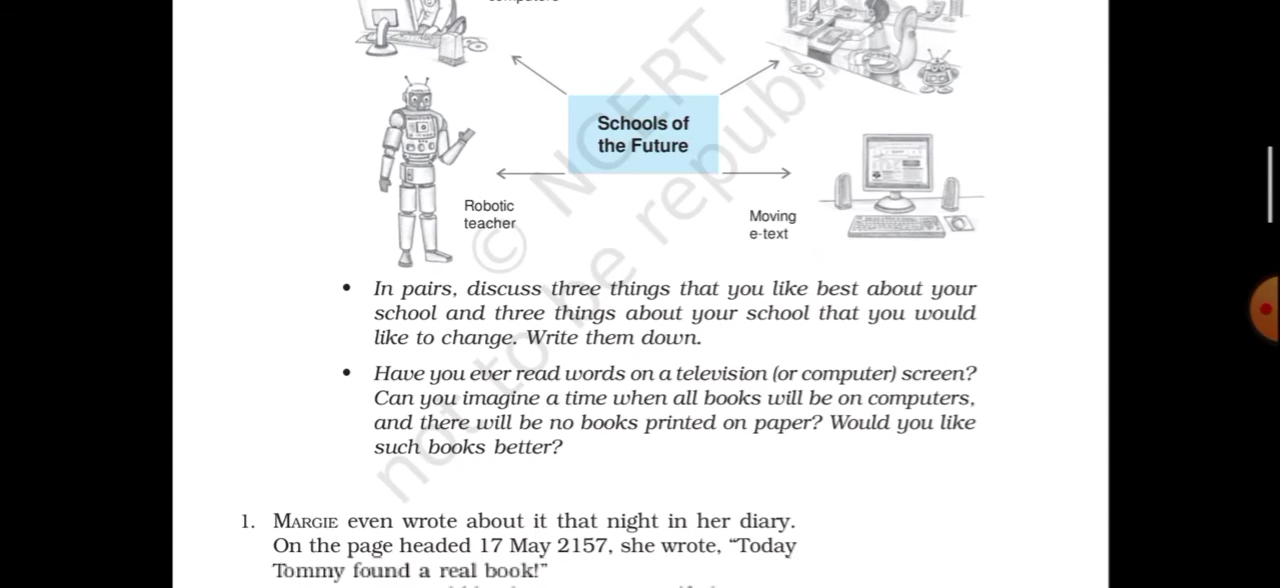 Schools of
the Future
Robotic
teacher
Moving
e-text
© NCERT
not to be republi
• In pairs, discuss three things that you like best about your
school and three things about your school that you would
like to change. Write them down.
• Have you ever read words on a television (or computer) screen?
Can you imagine a time when all books will be on computers,
and there will be no books printed on paper? Would you like
such books better?
1. MARGIE even wrote about it that night in her diary.
On the page headed 17 May 2157, she wrote, “Today
Tommy found a real book!”